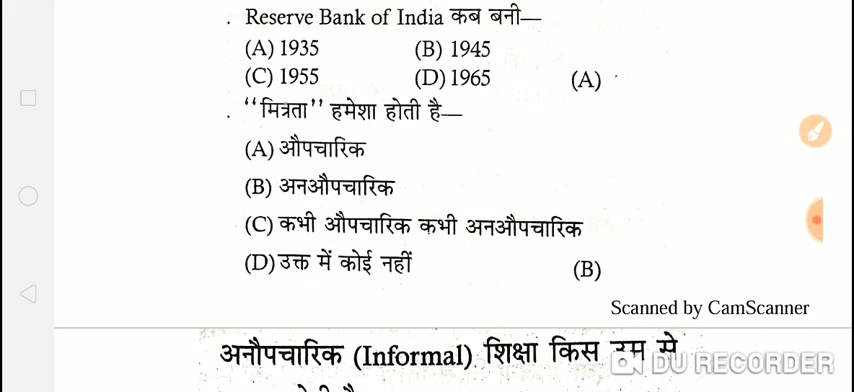 . Reserve Bank of India कब बनी—
(A) 1935 (B) 1945
(C) 1955 (D) 1965 (A)
. ‘‘मित्रता’’ हमेशा होती है—
(A) औपचारिक
(B) अनऔपचारिक
(C) कभी औपचारिक कभी अनऔपचारिक
(D) उक्त में कोई नहीं (B)
Scanned by CamScanner
अनौपचारिक (Informal) शिक्षा किस उम्र से
DU RECORDER